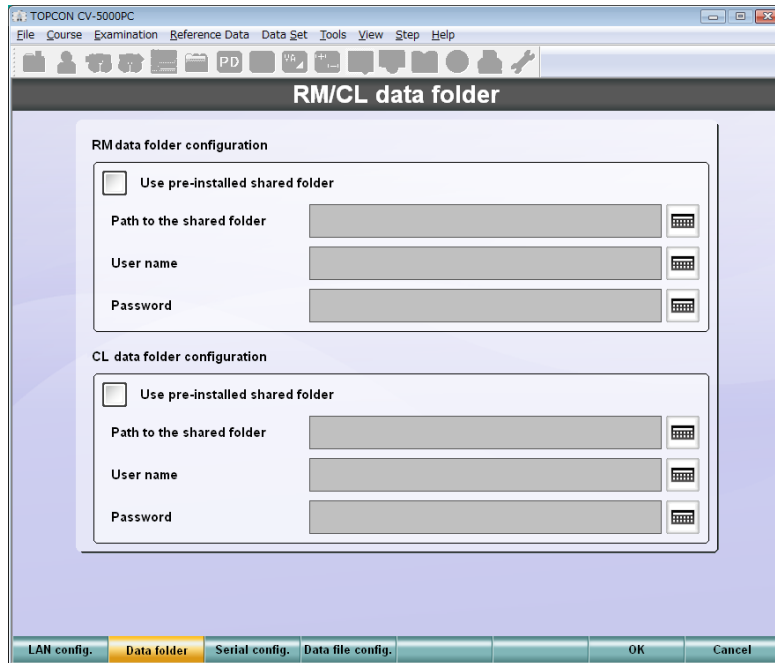 TOPCON CV-5000PC
File Course Examination Reference Data Data Set Tools View Step Help
PD VA
RM/CL data folder
RM data folder configuration
Use pre-installed shared folder
Path to the shared folder
User name
Password
CL data folder configuration
Use pre-installed shared folder
Path to the shared folder
User name
Password
LAN config. Data folder Serial config. Data file config. OK Cancel